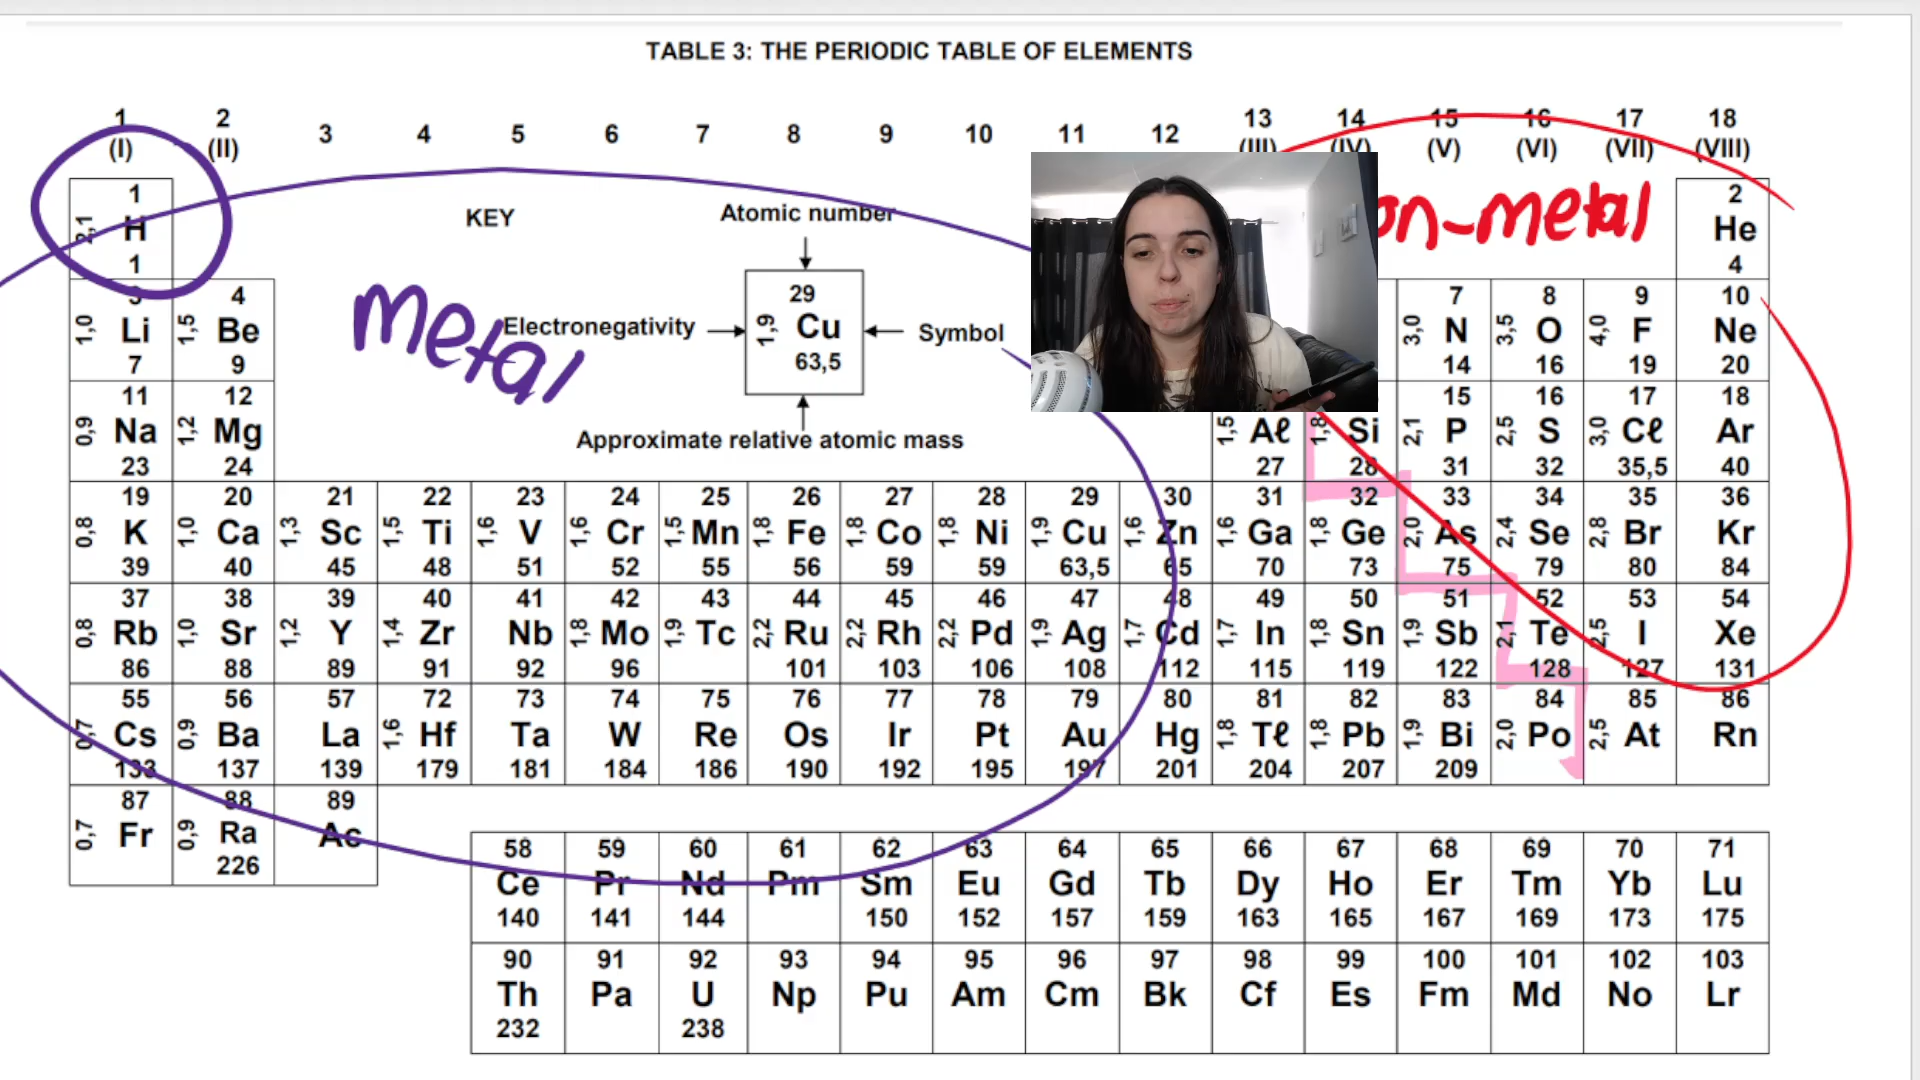 TABLE 3: THE PERIODIC TABLE OF ELEMENTS
1 2 3 4 5 6 7 8 9 10 11 12 13 14 15 16 17 18
(I) (II) (III) (IV) (V) (VI) (VII) (VIII)
KEY
Atomic number
Electronegativity
29
1,9 Cu
63,5
Symbol
Approximate relative atomic mass
metal
on-metal
1 2
2,1 H He
1 4
3 4 7 8 9 10
1,0 Li 1,5 Be 3,0 N 3,5 O 4,0 F Ne
7 9 14 16 19 20
11 12 15 16 17 18
0,9 Na 1,2 Mg 1,5 Aℓ 1,8 Si 2,1 P 2,5 S 3,0 Cℓ Ar
23 24 27 28 31 32 35,5 40
19 20 21 22 23 24 25 26 27 28 29 30 31 32 33 34 35 36
0,8 K 1,0 Ca 1,3 Sc 1,5 Ti 1,6 V 1,6 Cr 1,5 Mn 1,8 Fe 1,8 Co 1,8 Ni 1,9 Cu 1,6 Zn 1,6 Ga 1,8 Ge 2,0 As 2,4 Se 2,8 Br Kr
39 40 45 48 51 52 55 56 59 59 63,5 65 70 73 75 79 80 84
37 38 39 40 41 42 43 44 45 46 47 48 49 50 51 52 53 54
0,8 Rb 1,0 Sr 1,2 Y 1,4 Zr Nb 1,8 Mo 1,9 Tc 2,2 Ru 2,2 Rh 2,2 Pd 1,9 Ag 1,7 Cd 1,7 In 1,8 Sn 1,9 Sb 2,1 Te 2,5 I Xe
86 88 89 91 92 96 101 103 106 108 112 115 119 122 128 127 131
55 56 57 72 73 74 75 76 77 78 79 80 81 82 83 84 85 86
0,7 Cs 0,9 Ba La 1,6 Hf Ta W Re Os Ir Pt Au Hg 1,8 Tℓ 1,8 Pb 1,9 Bi 2,0 Po 2,5 At Rn
133 137 139 179 181 184 186 190 192 195 197 201 204 207 209
87 88 89
0,7 Fr 0,9 Ra Ac
226
58 59 60 61 62 63 64 65 66 67 68 69 70 71
Ce Pr Nd Pm Sm Eu Gd Tb Dy Ho Er Tm Yb Lu
140 141 144 150 152 157 159 163 165 167 169 173 175
90 91 92 93 94 95 96 97 98 99 100 101 102 103
Th Pa U Np Pu Am Cm Bk Cf Es Fm Md No Lr
232 238